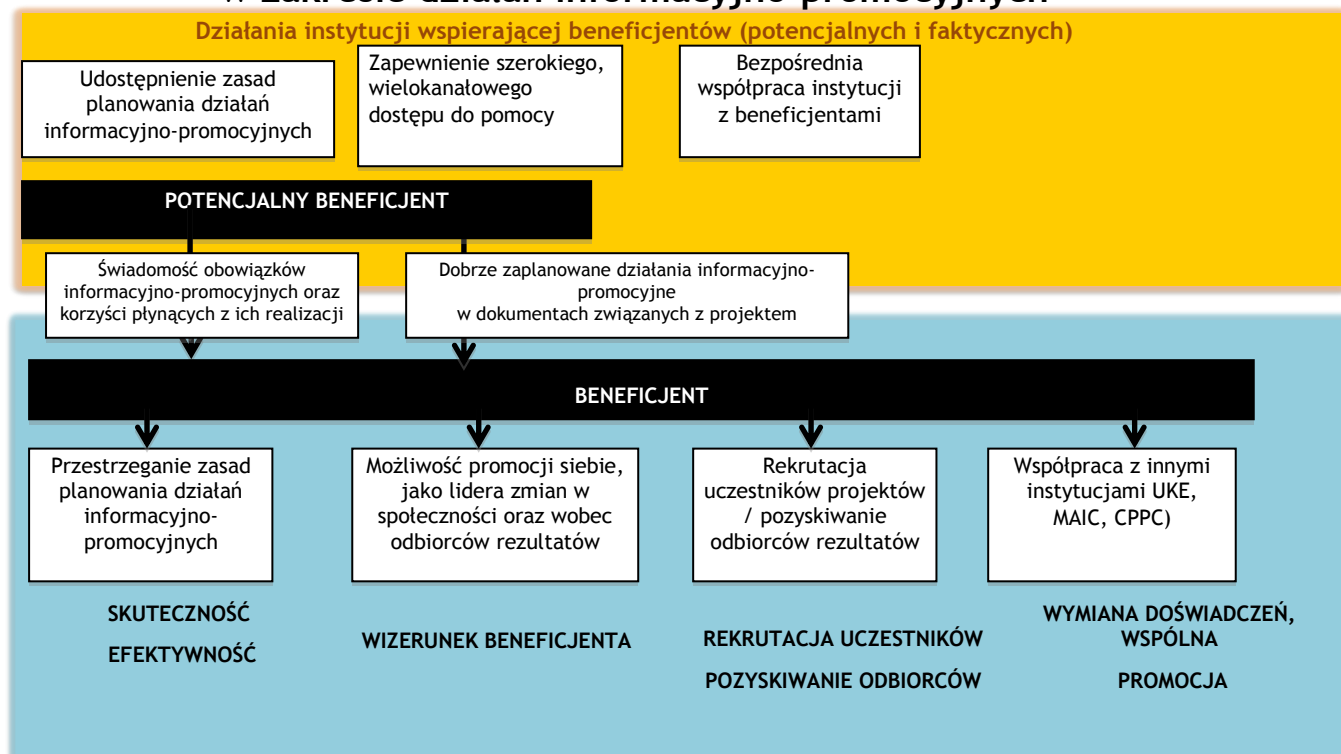 w zakresie działań informacyjno-promocyjnych
Działania instytucji wspierającej beneficjentów (potencjalnych i faktycznych)
Udostępnienie zasad
planowania działań
informacyjno-promocyjnych
Zapewnienie szerokiego,
wielokanałowego
dostępu do pomocy
Bezpośrednia
współpraca instytucji
z beneficjentami
POTENCJALNY BENEFICJENT
Świadomość obowiązków
informacyjno-promocyjnych oraz
korzyści płynących z ich realizacji
Dobrze zaplanowane działania informacyjno-
promocyjne
w dokumentach związanych z projektem
BENEFICJENT
Przestrzeganie zasad
planowania działań
informacyjno-
promocyjnych
Możliwość promocji siebie,
jako lidera zmian w
społeczności oraz wobec
odbiorców rezultatów
Rekrutacja
uczestników projektów
/ pozyskiwanie
odbiorców rezultatów
Współpraca z innymi
instytucjami UKE,
MAIC, CPPC)
SKUTECZNOŚĆ
EFEKTYWNOŚĆ
WIZERUNEK BENEFICJENTA
REKRUTACJA UCZESTNIKÓW
POZYSKIWANIE ODBIORCÓW
WYMIANA DOŚWIADCZEŃ,
WSPÓLNA
PROMOCJA